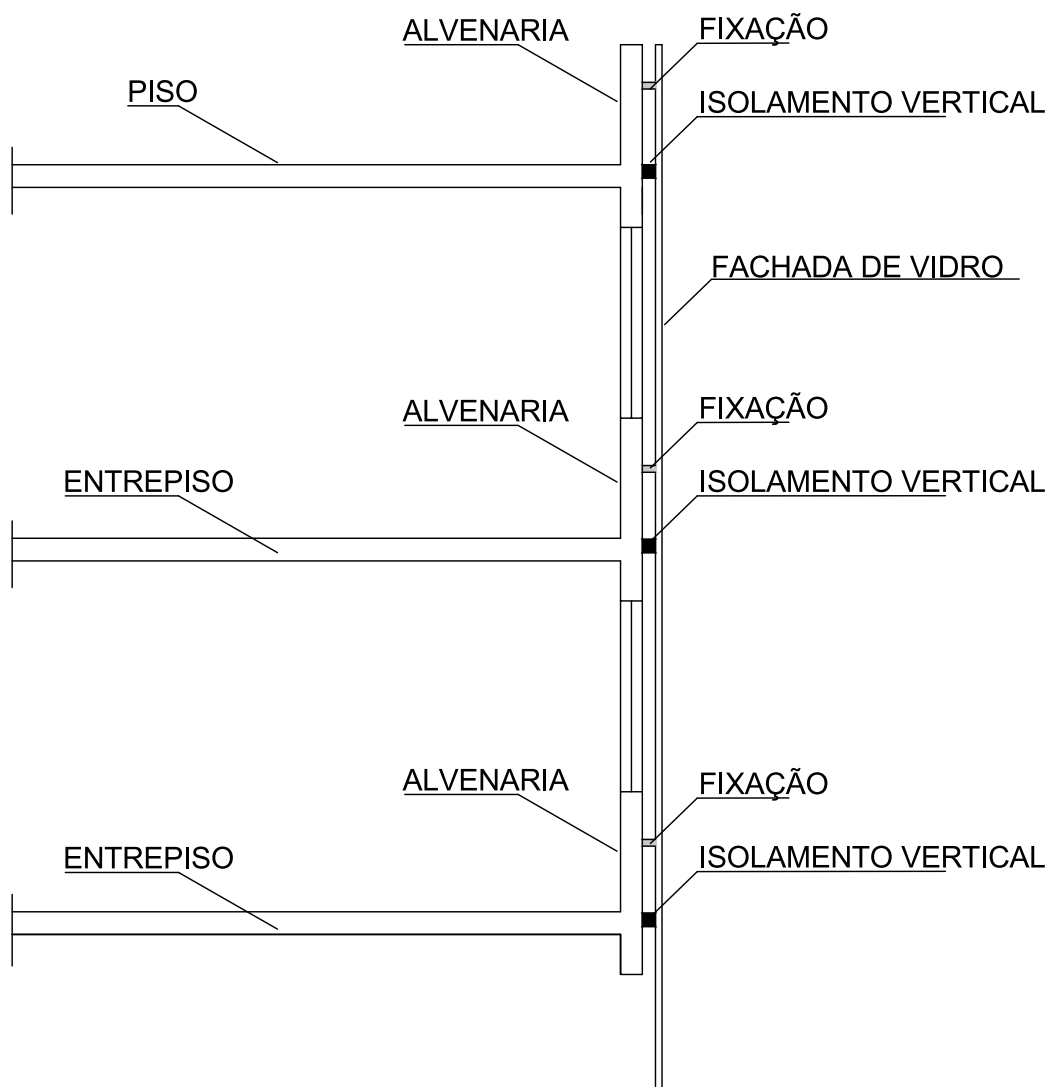 ALVENARIA
FIXAÇÃO
PISO
ISOLAMENTO VERTICAL
FACHADA DE VIDRO
ALVENARIA
FIXAÇÃO
ENTREPISO
ISOLAMENTO VERTICAL
ALVENARIA
FIXAÇÃO
ENTREPISO
ISOLAMENTO VERTICAL